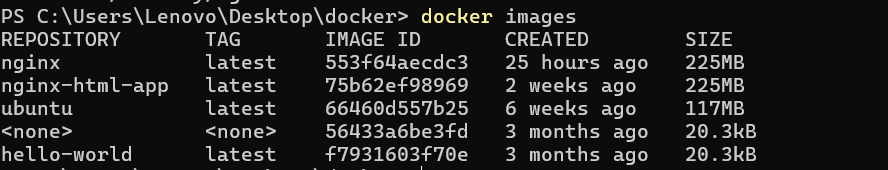 PS C:\Users\Lenovo\Desktop\docker> docker images
REPOSITORY       TAG       IMAGE ID       CREATED        SIZE
nginx            latest    553f64aecdc3   25 hours ago   225MB
nginx-html-app   latest    75b62ef98969   2 weeks ago    225MB
ubuntu           latest    66460d557b25   6 weeks ago    117MB
<none>           <none>    56433a6be3fd   3 months ago   20.3kB
hello-world      latest    f7931603f70e   3 months ago   20.3kB